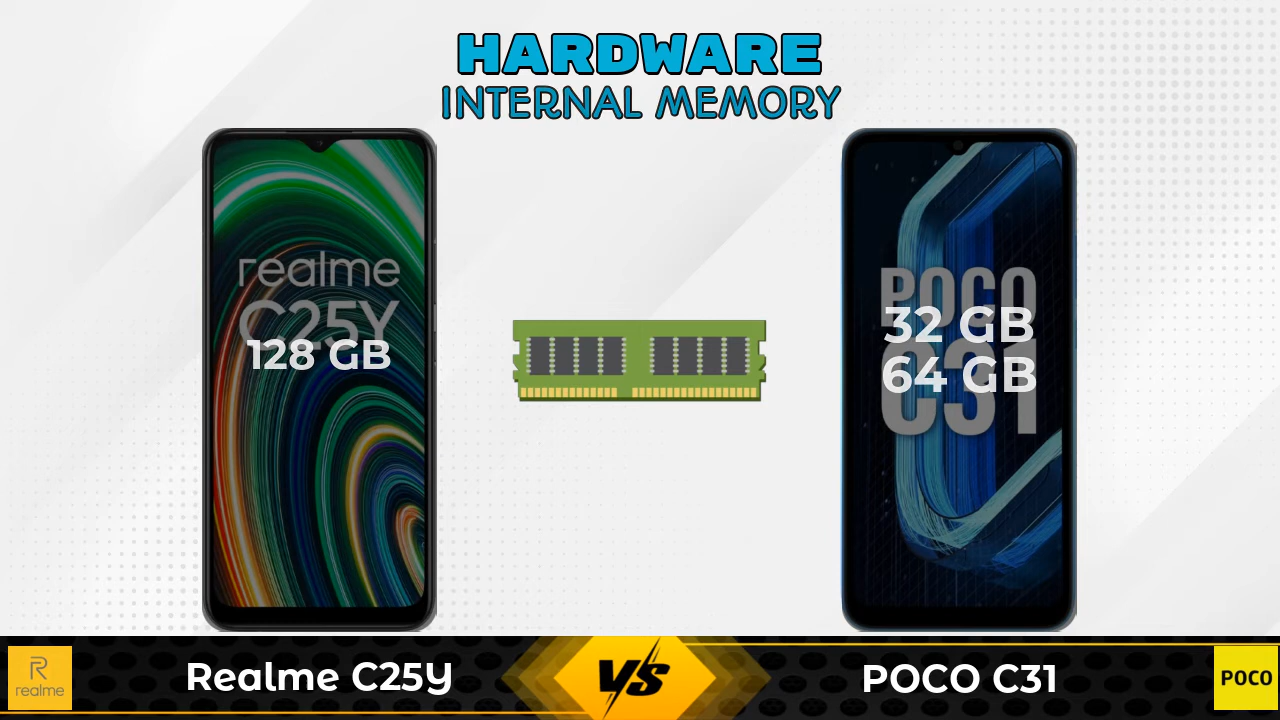 HARDWARE
INTERNAL MEMORY
realme
C25Y
128 GB
POCO
C31
32 GB
64 GB
realme
Realme C25Y
VS
POCO C31
POCO